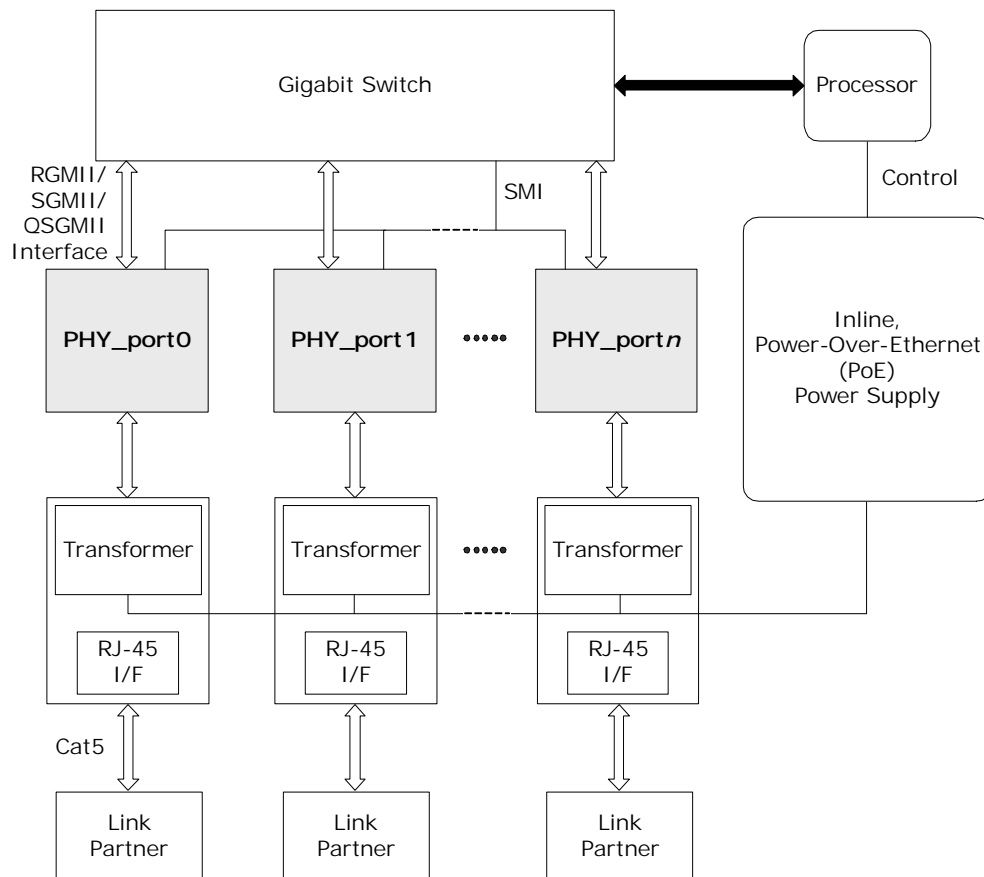 Gigabit Switch
Processor
RGMII/
SGMII/
QSGMII
Interface
SMI
Control
PHY_port0
PHY_port1
PHY_portn
Inline,
Power-Over-Ethernet
(PoE)
Power Supply
Transformer
Transformer
Transformer
RJ-45
I/F
RJ-45
I/F
RJ-45
I/F
Cat5
Link
Partner
Link
Partner
Link
Partner